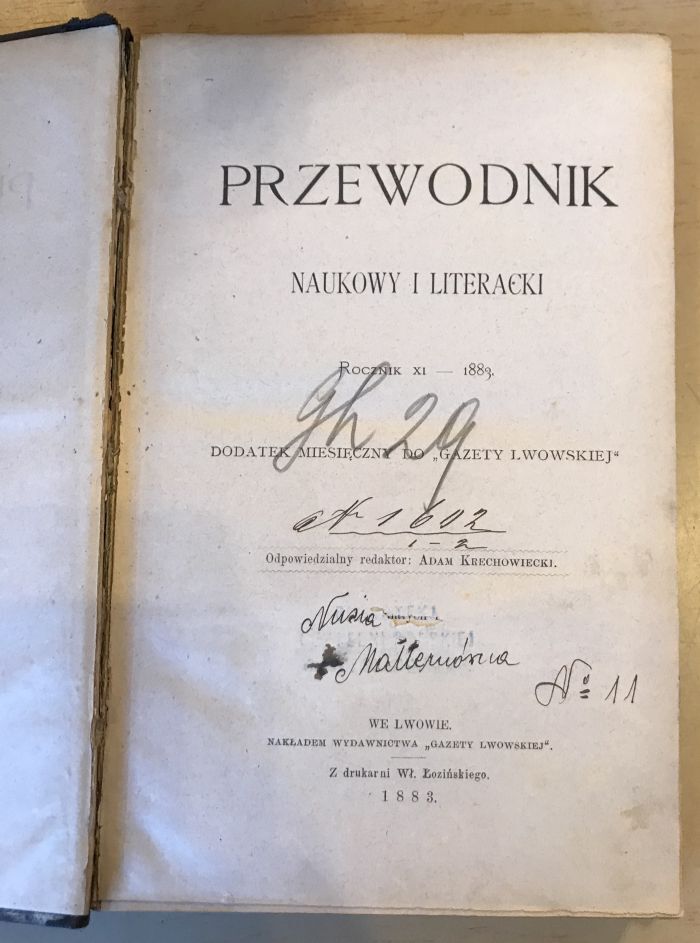 PRZEWODNIK
NAUKOWY I LITERACKI
ROCZNIK XI — 1883.
gh 29
DODATEK MIESIĘCZNY DO „GAZETY LWOWSKIEJ“
Nr 1602
1-2
Odpowiedzialny redaktor: ADAM KRECHOWIECKI.
Nusia
Matternówna
No 11
WE LWOWIE.
NAKŁADEM WYDAWNICTWA „GAZETY LWOWSKIEJ“.
Z drukarni Wł. Łozińskiego.
1883.